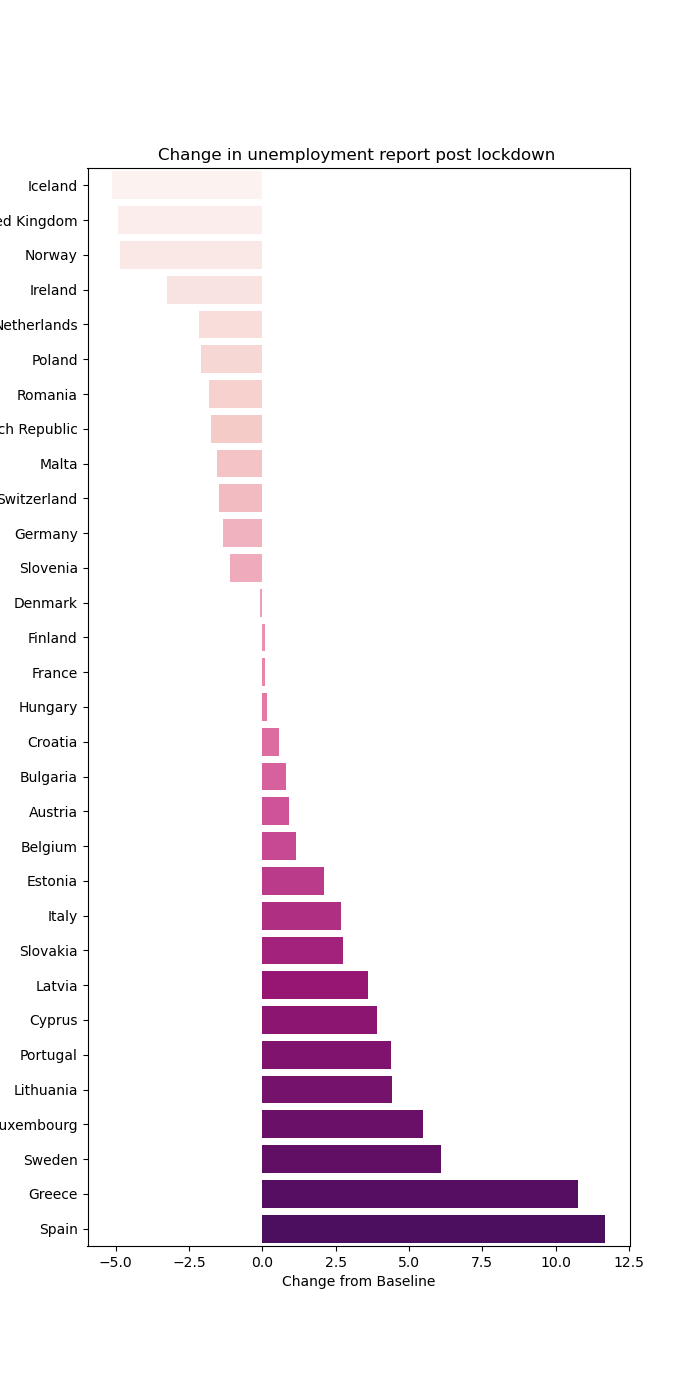 Change in unemployment report post lockdown
Iceland
Kingdom
Norway
Ireland
Netherlands
Poland
Romania
Republic
Malta
Switzerland
Germany
Slovenia
Denmark
Finland
France
Hungary
Croatia
Bulgaria
Austria
Belgium
Estonia
Italy
Slovakia
Latvia
Cyprus
Portugal
Lithuania
uxembourg
Sweden
Greece
Spain
−5.0 −2.5 0.0 2.5 5.0 7.5 10.0 12.5
Change from Baseline